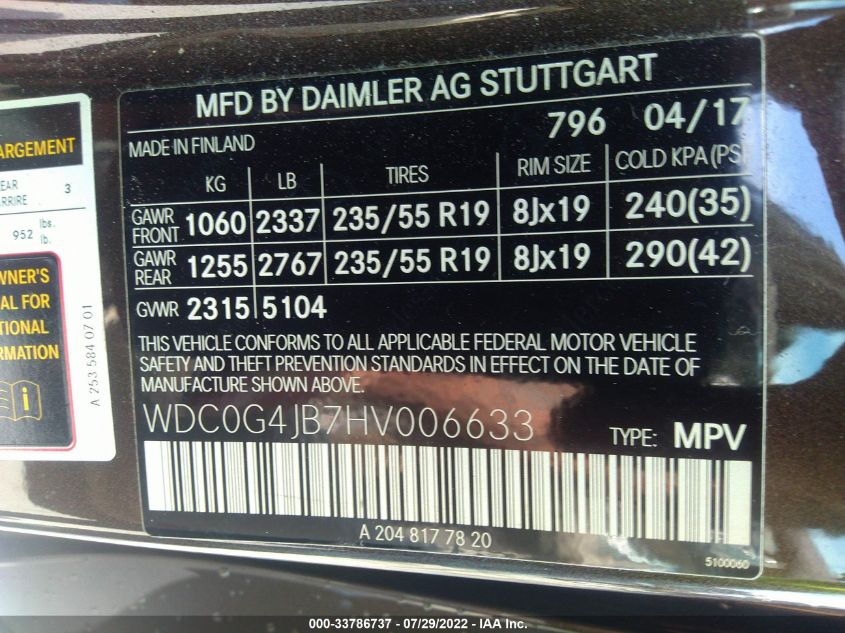 MFD BY DAIMLER AG STUTTGART
796 04/17
MADE IN FINLAND
KG LB TIRES RIM SIZE COLD KPA(PSI
GAWR FRONT 1060 2337 235/55 R19 8Jx19 240(35)
GAWR REAR 1255 2767 235/55 R19 8Jx19 290(42)
GVWR 2315 5104
THIS VEHICLE CONFORMS TO ALL APPLICABLE FEDERAL MOTOR VEHICLE
SAFETY AND THEFT PREVENTION STANDARDS IN EFFECT ON THE DATE OF
MANUFACTURE SHOWN ABOVE.
WDC0G4JB7HV006633 TYPE: MPV
A 204 817 78 20
5100060
ARGEMENT
EAR
ARRIERE 3
952 lbs.
lb.
WNER'S
AL FOR
TIONAL
RMATION
A 253 584 07 01
000-33786737 - 07/29/2022 - IAA Inc.